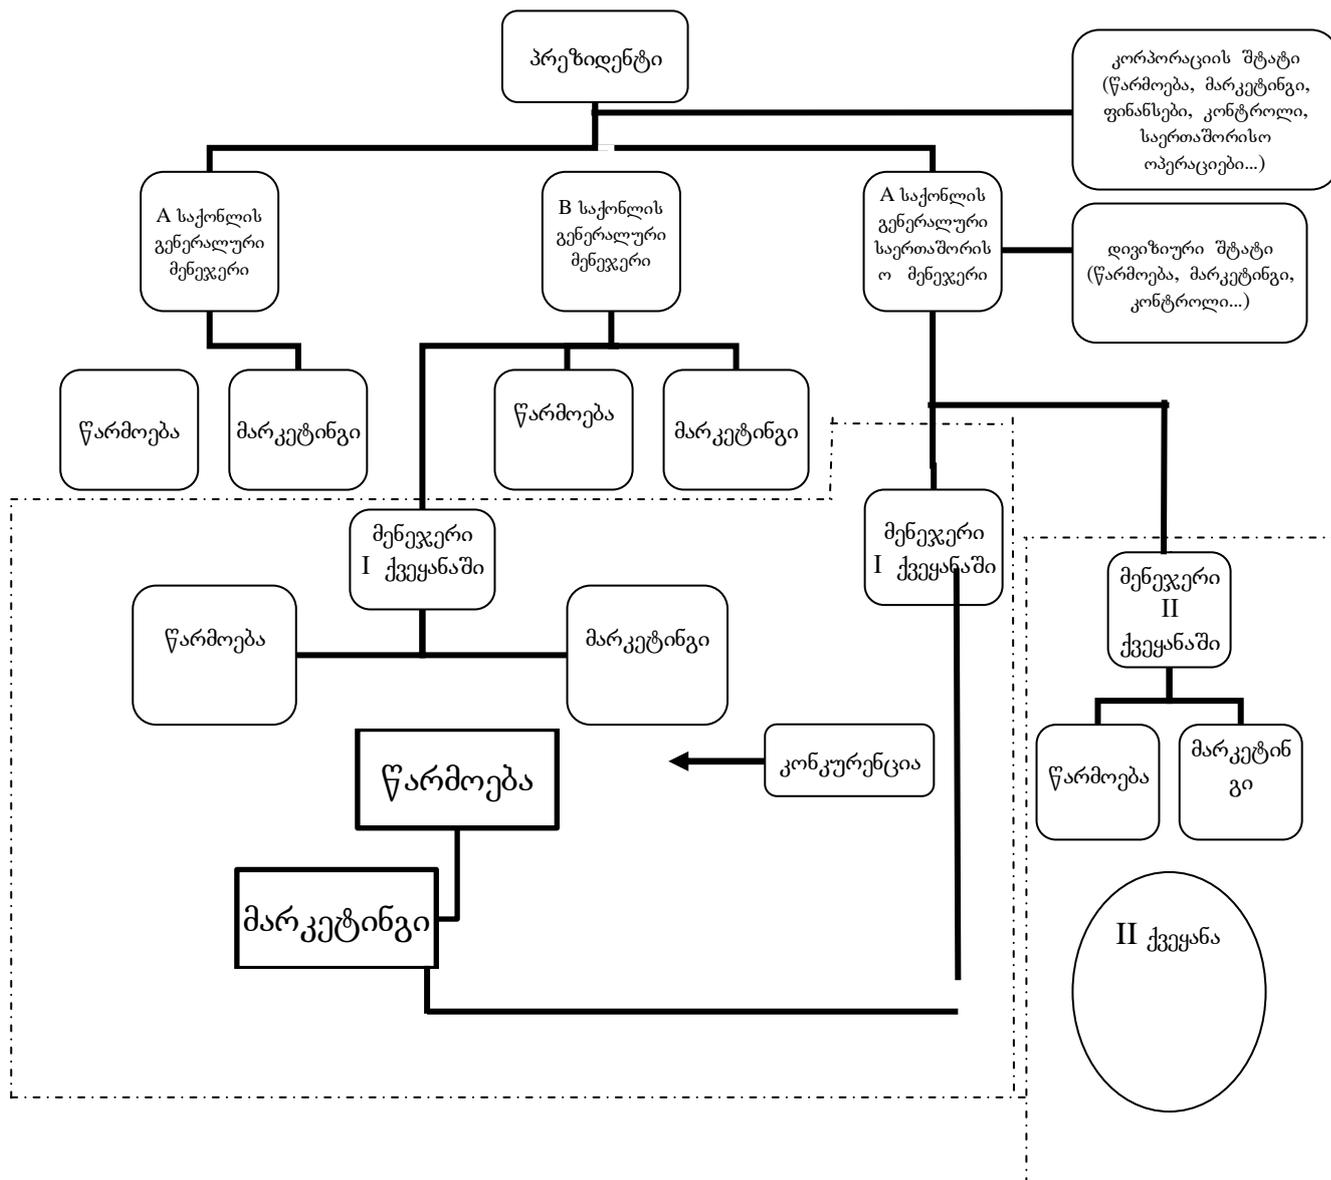 პრეზიდენტი
კორპორაციის შტატი
(წარმოება, მარკეტინგი,
ფინანსები, კონტროლი,
საერთაშორისო
ოპერაციები...)
A საქონლის
გენერალური
მენეჯერი
B საქონლის
გენერალური
მენეჯერი
A საქონლის
გენერალური
საერთაშორის
ო მენეჯერი
დივიზიური შტატი
(წარმოება, მარკეტინგი,
კონტროლი...)
წარმოება
მარკეტინგი
წარმოება
მარკეტინგი
მენეჯერი
I ქვეყანაში
მენეჯერი
I ქვეყანაში
მენეჯერი
II
ქვეყანაში
წარმოება
მარკეტინგი
წარმოება
კონკურენცია
წარმოება
მარკეტინ
გი
მარკეტინგი
II ქვეყანა